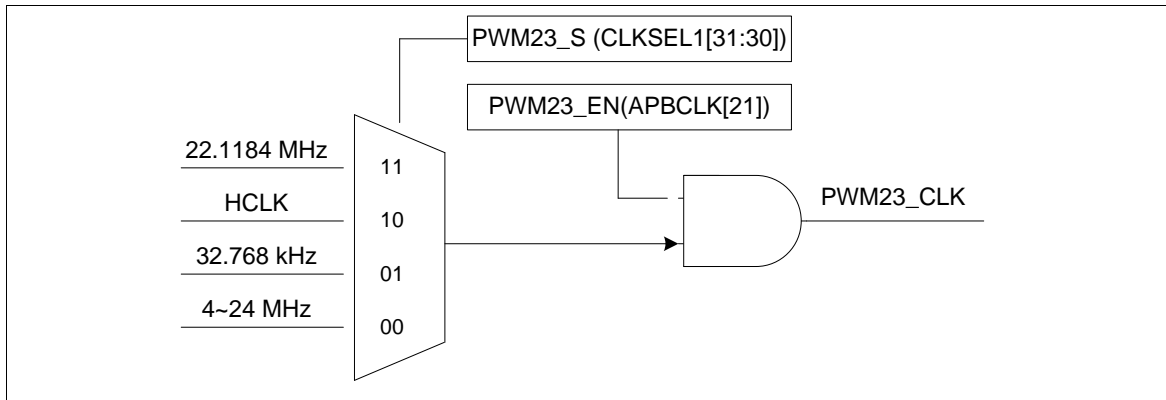 PWM23_S (CLKSEL1[31:30])
PWM23_EN(APBCLK[21])
22.1184 MHz
11
HCLK
10
32.768 kHz
01
4~24 MHz
00
PWM23_CLK